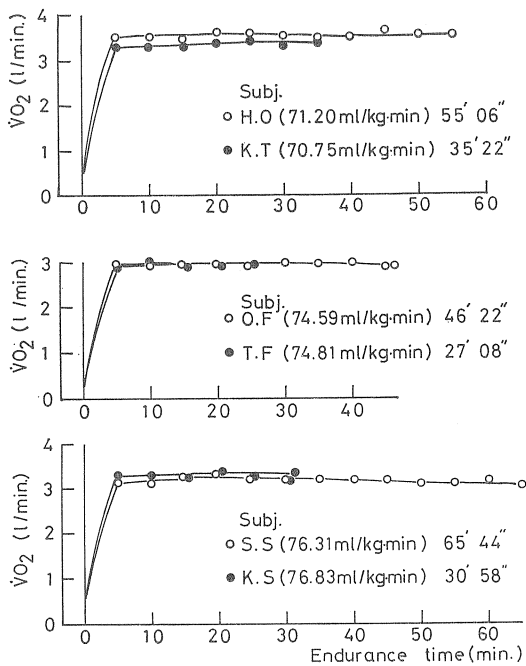 4
3
2
1
0
V̇O₂ (l/min.)
Subj.
○ H.O (71.20ml/kg·min) 55′ 06″
● K.T (70.75ml/kg·min) 35′ 22″
0 10 20 30 40 50 60
3
2
1
0
V̇O₂ (l/min.)
Subj.
○ O.F (74.59ml/kg·min) 46′ 22″
● T.F (74.81ml/kg·min) 27′ 08″
0 10 20 30 40
4
3
2
1
0
V̇O₂ (l/min.)
Subj.
○ S.S (76.31ml/kg·min) 65′ 44″
● K.S (76.83ml/kg·min) 30′ 58″
0 10 20 30 40 50 60
Endurance time (min.)